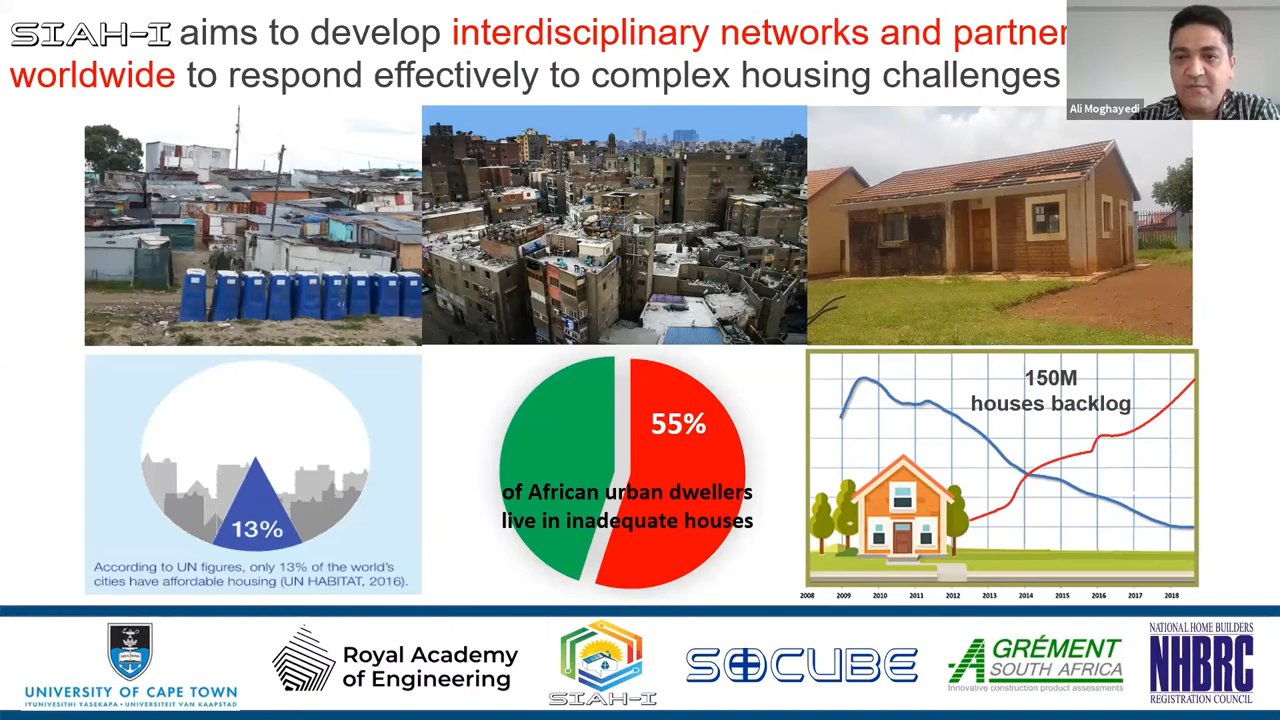 SIAH-I aims to develop interdisciplinary networks and partner
worldwide to respond effectively to complex housing challenges
Ali Moghayedi
13%
According to UN figures, only 13% of the world's
cities have affordable housing (UN HABITAT, 2016).
55%
of African urban dwellers
live in inadequate houses
150M
houses backlog
2008 2009 2010 2011 2012 2013 2014 2015 2016 2017 2018
UNIVERSITY OF CAPE TOWN
IYUNIVESITHI YASEKAPA • UNIVERSITEIT VAN KAAPSTAD
Royal Academy
of Engineering
SIAH-I
SOCUBE
AGRÉMENT
SOUTH AFRICA
Innovative construction product assessments
NATIONAL HOME BUILDERS
NHBRC
REGISTRATION COUNCIL